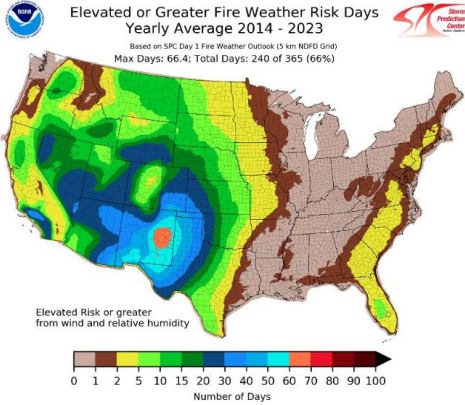 Elevated or Greater Fire Weather Risk Days
Yearly Average 2014 - 2023
Based on SPC Day 1 Fire Weather Outlook (5 km NDFD Grid)
Max Days: 66.4; Total Days: 240 of 365 (66%)
noaa
SPC
Storm
Prediction
Center
Elevated Risk or greater
from wind and relative humidity
0 1 2 5 10 15 20 30 40 50 60 70 80 90 100
Number of Days